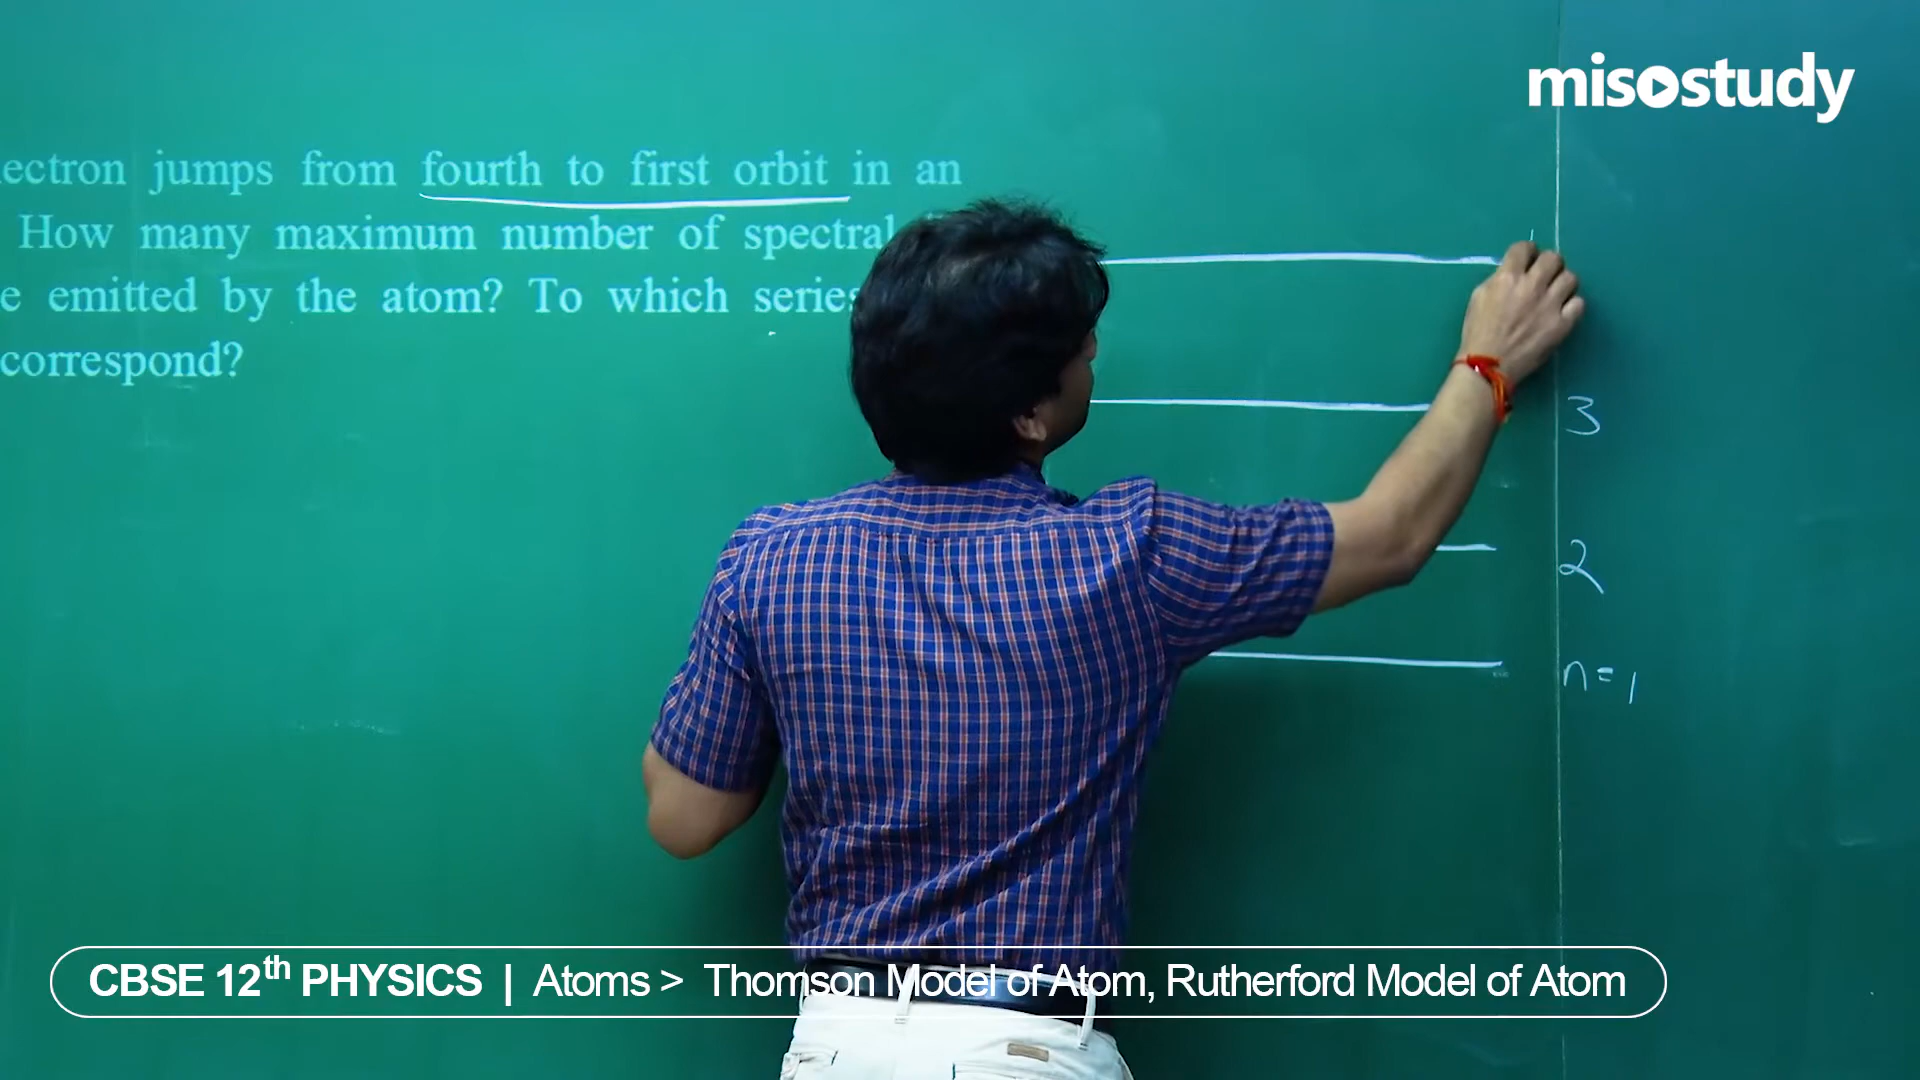 misostudy
ectron jumps from fourth to first orbit in an
How many maximum number of spectral
e emitted by the atom? To which series
correspond?
3
2
n=1
CBSE 12th PHYSICS | Atoms > Thomson Model of Atom, Rutherford Model of Atom